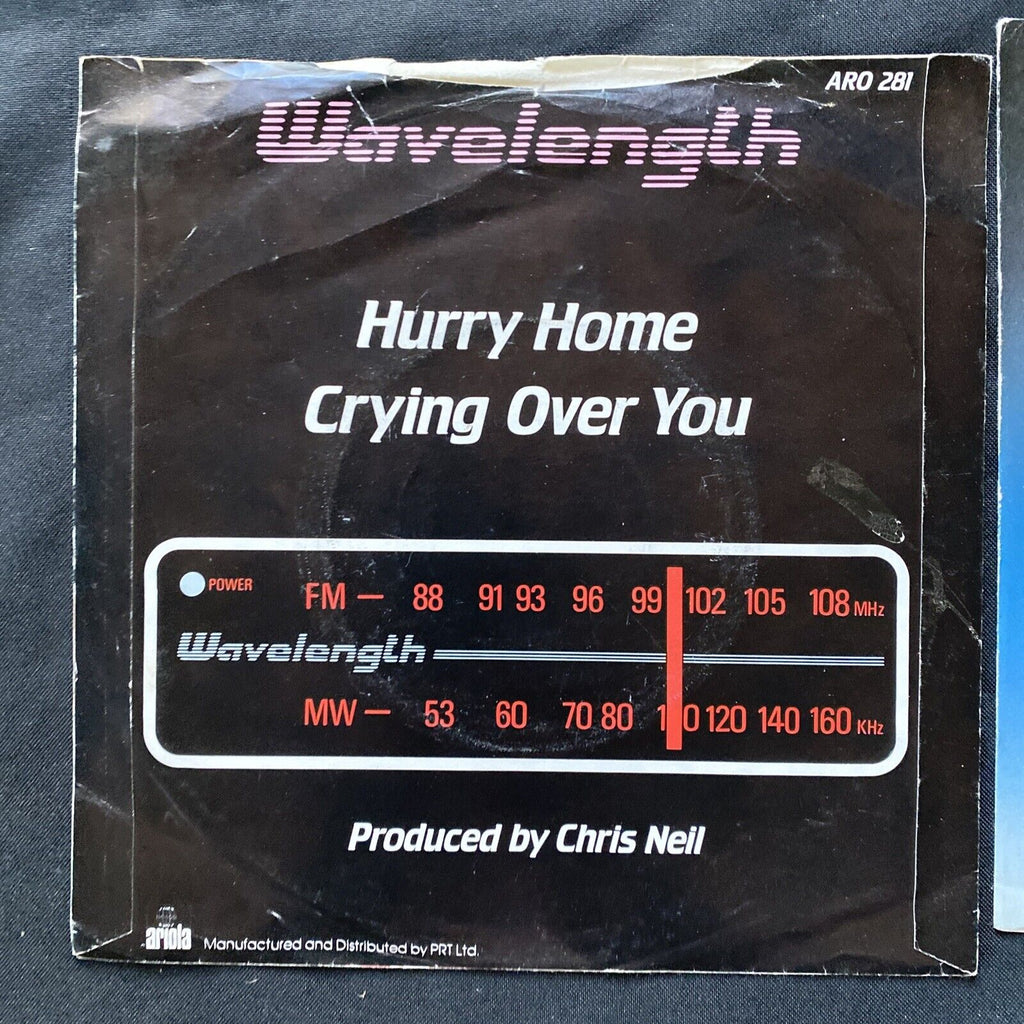 ARO 281
Wavelength
Hurry Home
Crying Over You
POWER
FM — 88 91 93 96 99 102 105 108 MHz
Wavelength
MW — 53 60 70 80 120 140 160 KHz
Produced by Chris Neil
ariola Manufactured and Distributed by PRT Ltd.